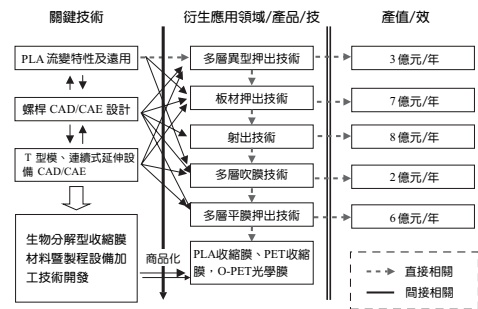 關鍵技術
衍生應用領域/產品/技
產值/效
PLA 流變特性及遠用
多層異型押出技術
3 億元/年
板材押出技術
7 億元/年
螺桿 CAD/CAE 設計
射出技術
8 億元/年
T 型模、連續式延伸設
備 CAD/CAE
多層吹膜技術
2 億元/年
多層平膜押出技術
6 億元/年
生物分解型收縮膜
材料暨製程設備加
工技術開發
商品化
PLA收縮膜、PET收縮
膜，O-PET光學膜
直接相關
間接相關